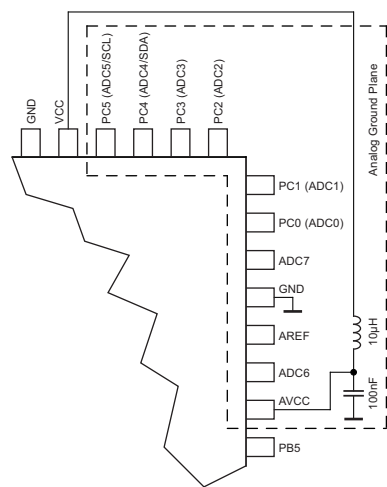 GND
VCC
PC5 (ADC5/SCL)
PC4 (ADC4/SDA)
PC3 (ADC3)
PC2 (ADC2)
Analog Ground Plane
PC1 (ADC1)
PC0 (ADC0)
ADC7
GND
AREF
ADC6
AVCC
PB5
10μH
100nF